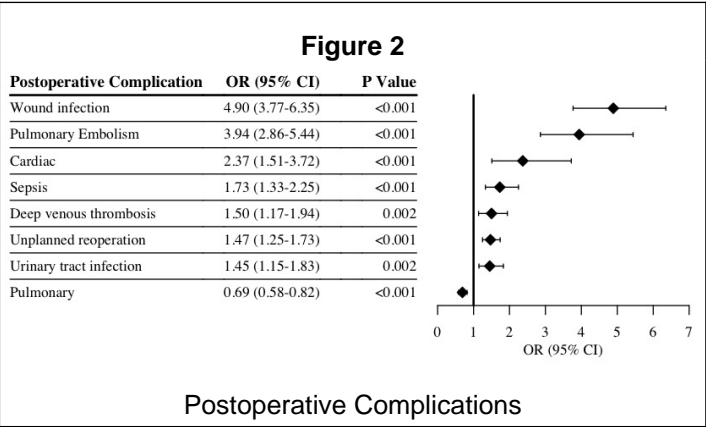 Figure 2
Postoperative Complication OR (95% CI) P Value
Wound infection 4.90 (3.77-6.35) <0.001
Pulmonary Embolism 3.94 (2.86-5.44) <0.001
Cardiac 2.37 (1.51-3.72) <0.001
Sepsis 1.73 (1.33-2.25) <0.001
Deep venous thrombosis 1.50 (1.17-1.94) 0.002
Unplanned reoperation 1.47 (1.25-1.73) <0.001
Urinary tract infection 1.45 (1.15-1.83) 0.002
Pulmonary 0.69 (0.58-0.82) <0.001
0 1 2 3 4 5 6 7
OR (95% CI)
Postoperative Complications